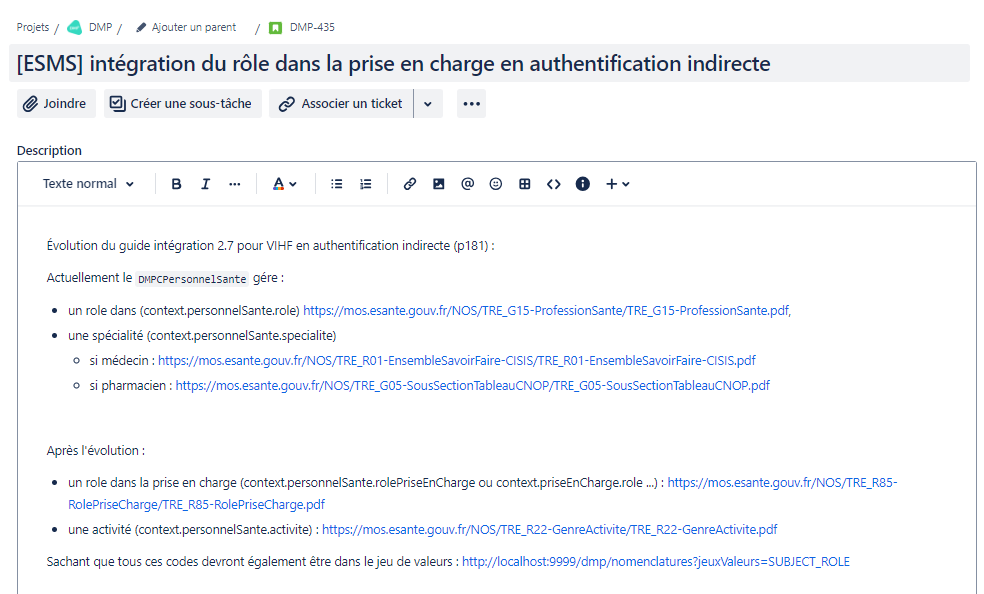 Projets / DMP / Ajouter un parent / DMP-435
[ESMS] intégration du rôle dans la prise en charge en authentification indirecte
Joindre Créer une sous-tâche Associer un ticket
Description
Texte normal B I ... A @ <> i +
Évolution du guide intégration 2.7 pour VIHF en authentification indirecte (p181) :
Actuellement le DMPCPersonnelSante gére :
• un role dans (context.personnelSante.role) https://mos.esante.gouv.fr/NOS/TRE_G15-ProfessionSante/TRE_G15-ProfessionSante.pdf,
• une spécialité (context.personnelSante.specialite)
◦ si médecin : https://mos.esante.gouv.fr/NOS/TRE_R01-EnsembleSavoirFaire-CISIS/TRE_R01-EnsembleSavoirFaire-CISIS.pdf
◦ si pharmacien : https://mos.esante.gouv.fr/NOS/TRE_G05-SousSectionTableauCNOP/TRE_G05-SousSectionTableauCNOP.pdf
Après l'évolution :
• un role dans la prise en charge (context.personnelSante.rolePriseEnCharge ou context.priseEnCharge.role ...) : https://mos.esante.gouv.fr/NOS/TRE_R85-
RolePriseCharge/TRE_R85-RolePriseCharge.pdf
• une activité (context.personnelSante.activite) : https://mos.esante.gouv.fr/NOS/TRE_R22-GenreActivite/TRE_R22-GenreActivite.pdf
Sachant que tous ces codes devront également être dans le jeu de valeurs : http://localhost:9999/dmp/nomenclatures?jeuxValeurs=SUBJECT_ROLE